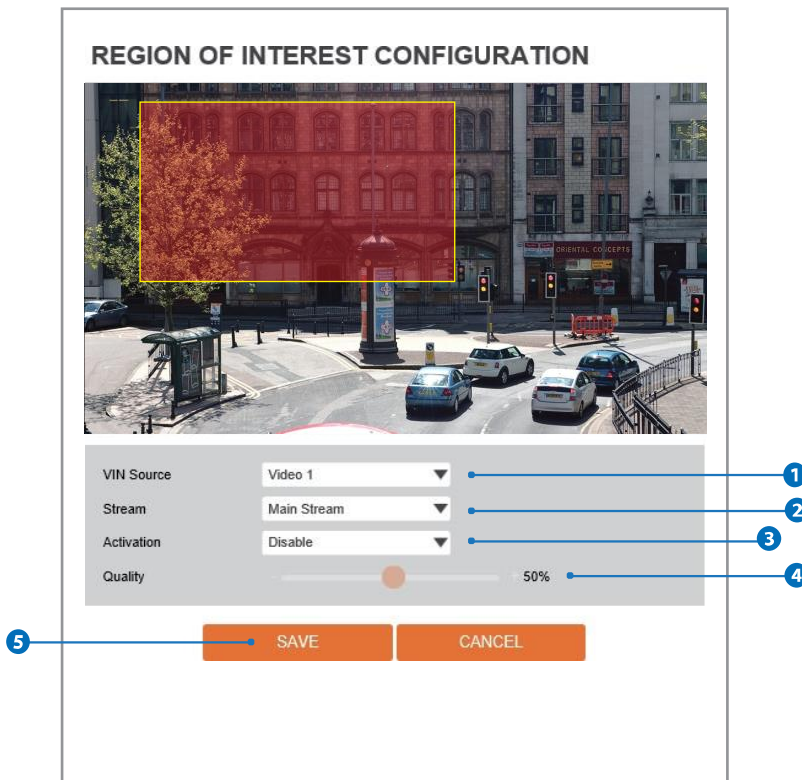 REGION OF INTEREST CONFIGURATION
ORIENTAL CONCEPTS
VIN Source Video 1 1
Stream Main Stream 2
Activation Disable 3
Quality 50% 4
5 SAVE CANCEL